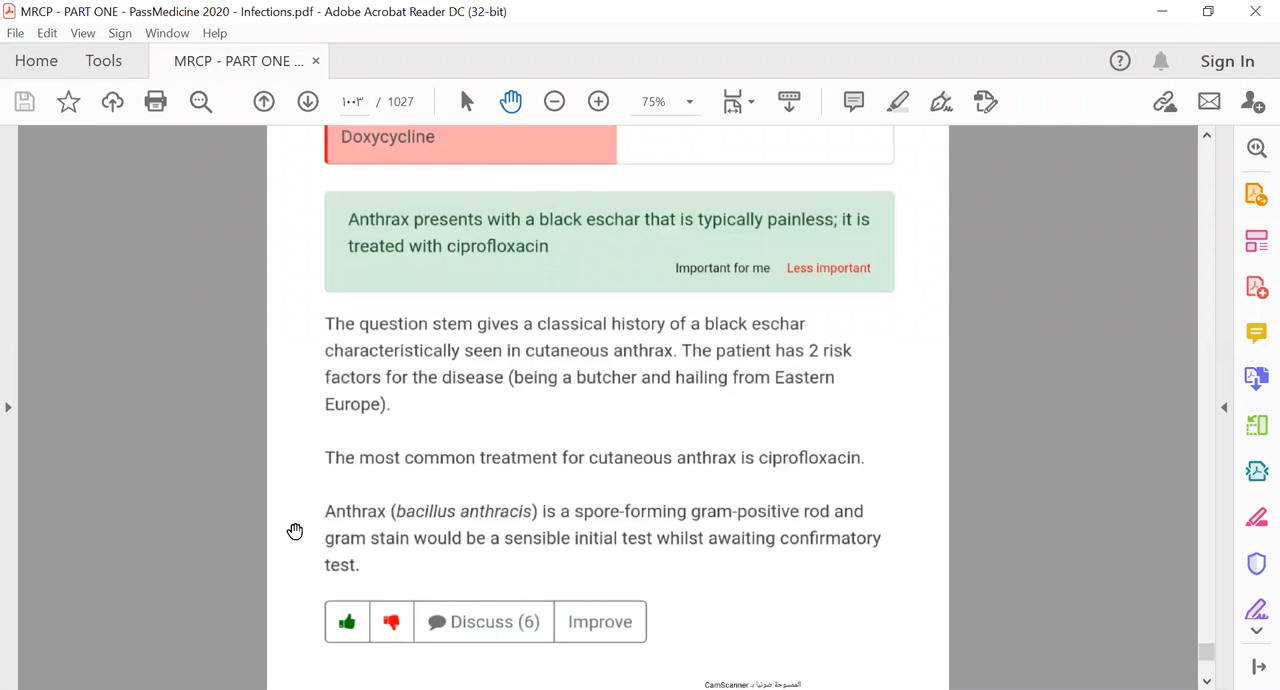 MRCP - PART ONE - PassMedicine 2020 - Infections.pdf - Adobe Acrobat Reader DC (32-bit)
File Edit View Sign Window Help
Home Tools MRCP - PART ONE ... × Sign In
١٠٠٣ / 1027 75%
Doxycycline
Anthrax presents with a black eschar that is typically painless; it is
treated with ciprofloxacin
Important for me Less important
The question stem gives a classical history of a black eschar
characteristically seen in cutaneous anthrax. The patient has 2 risk
factors for the disease (being a butcher and hailing from Eastern
Europe).
The most common treatment for cutaneous anthrax is ciprofloxacin.
Anthrax (bacillus anthracis) is a spore-forming gram-positive rod and
gram stain would be a sensible initial test whilst awaiting confirmatory
test.
Discuss (6) Improve
الممسوحة ضوئيا بـ CamScanner